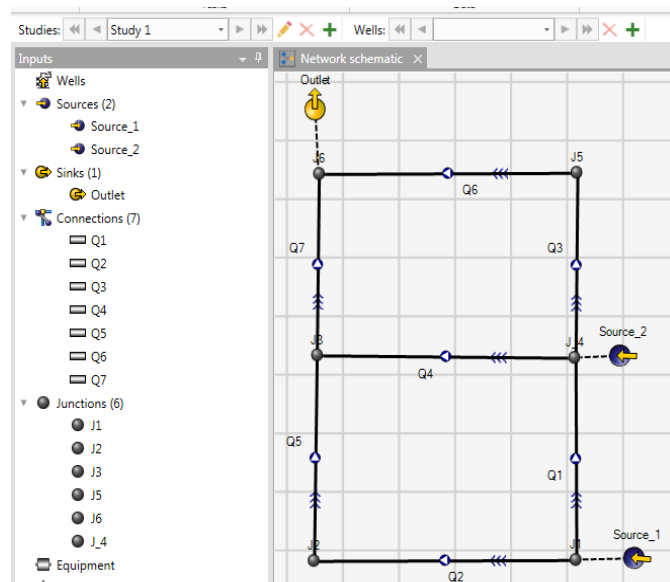 Studies: Study 1 Wells:
Inputs
Network schematic
Wells
Sources (2)
Source_1
Source_2
Sinks (1)
Outlet
Connections (7)
Q1
Q2
Q3
Q4
Q5
Q6
Q7
Junctions (6)
J1
J2
J3
J5
J6
J_4
Equipment
Outlet
J6
J5
Q6
Q7
Q3
Source_2
J3
J_4
Q4
Q5
Q1
Source_1
J2
J1
Q2